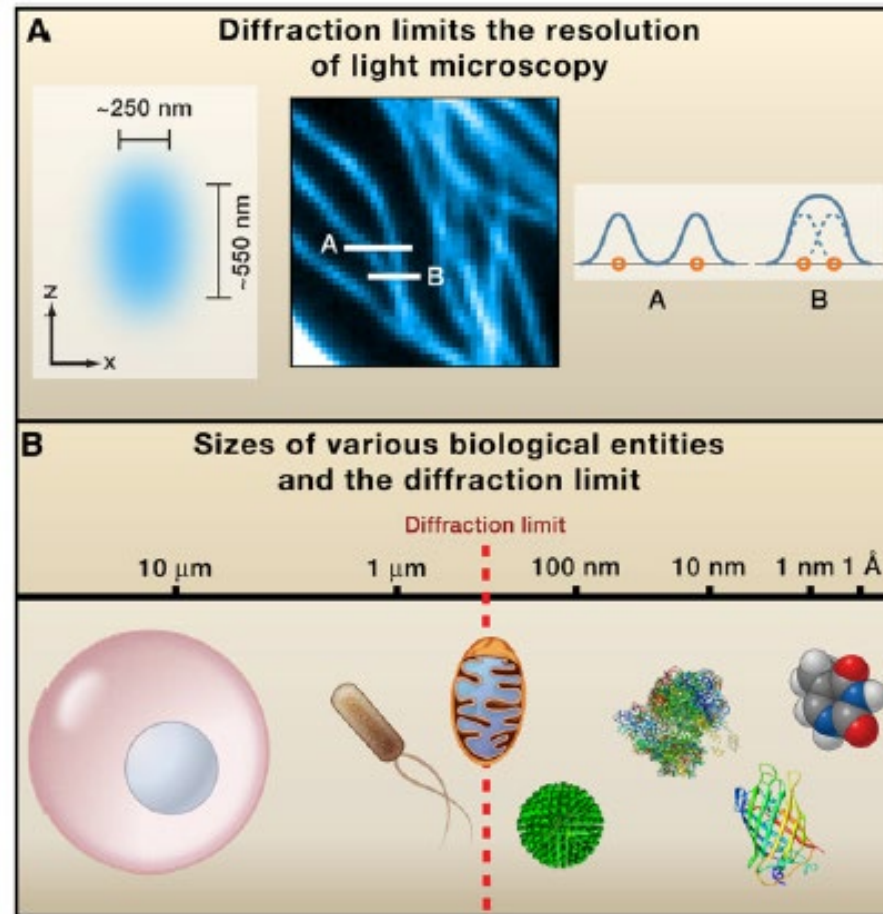 A
Diffraction limits the resolution
of light microscopy
~250 nm
~550 nm
Z
x
A
B
A
B
B
Sizes of various biological entities
and the diffraction limit
Diffraction limit
10 μm
1 μm
100 nm
10 nm
1 nm
1 Å